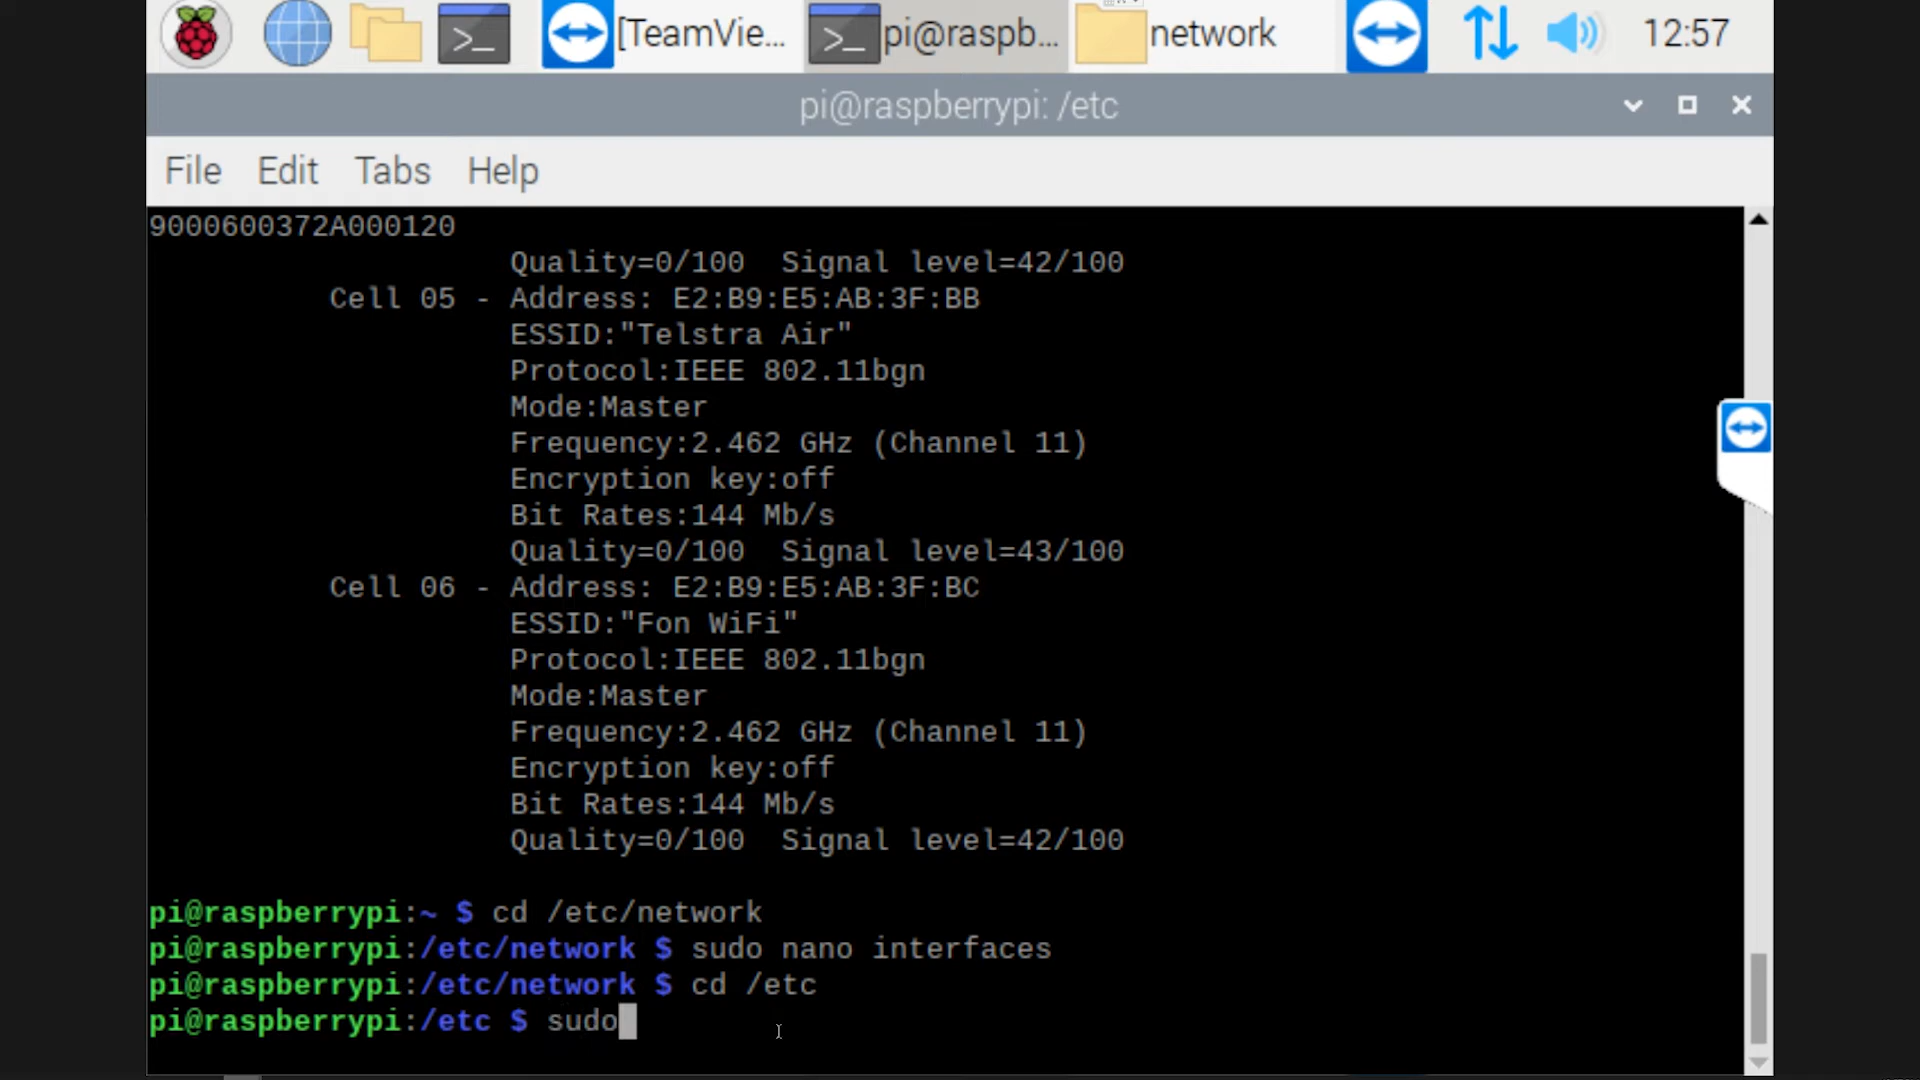 [TeamVie...
pi@raspb...
network
12:57
pi@raspberrypi: /etc
File Edit Tabs Help
9000600372A000120
Quality=0/100 Signal level=42/100
Cell 05 - Address: E2:B9:E5:AB:3F:BB
ESSID:"Telstra Air"
Protocol:IEEE 802.11bgn
Mode:Master
Frequency:2.462 GHz (Channel 11)
Encryption key:off
Bit Rates:144 Mb/s
Quality=0/100 Signal level=43/100
Cell 06 - Address: E2:B9:E5:AB:3F:BC
ESSID:"Fon WiFi"
Protocol:IEEE 802.11bgn
Mode:Master
Frequency:2.462 GHz (Channel 11)
Encryption key:off
Bit Rates:144 Mb/s
Quality=0/100 Signal level=42/100
pi@raspberrypi:~ $ cd /etc/network
pi@raspberrypi:/etc/network $ sudo nano interfaces
pi@raspberrypi:/etc/network $ cd /etc
pi@raspberrypi:/etc $ sudo